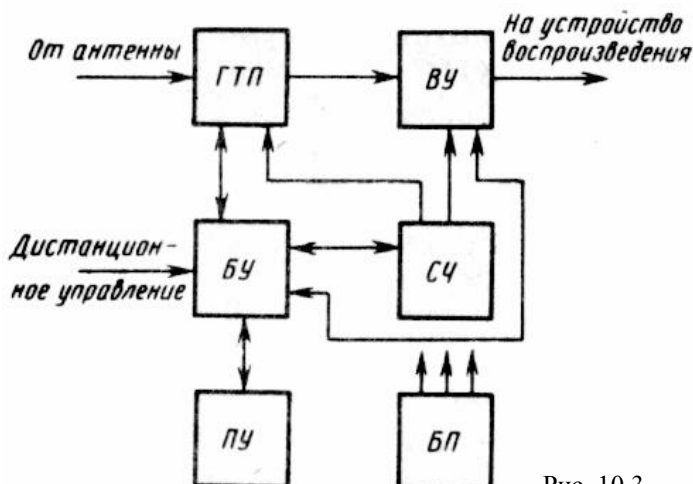 На устройство
воспроизведения
От антенны
ГТП
ВУ
Дистанцион-
ное управление
БУ
СЧ
ПУ
БП
Рис. 10.3